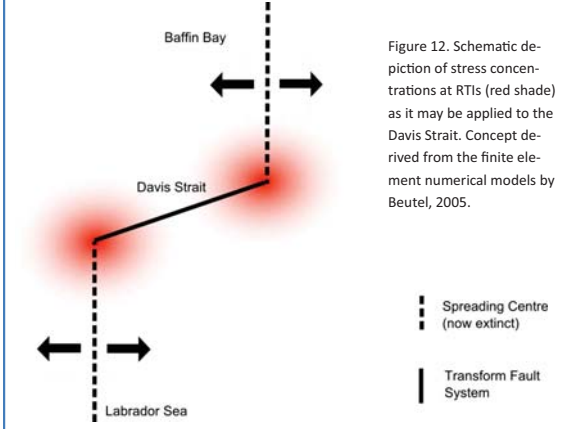 Baffin Bay
Davis Strait
Labrador Sea
Figure 12. Schematic de-
piction of stress concen-
trations at RTIs (red shade)
as it may be applied to the
Davis Strait. Concept de-
rived from the finite ele-
ment numerical models by
Beutel, 2005.
Spreading Centre
(now extinct)
Transform Fault
System